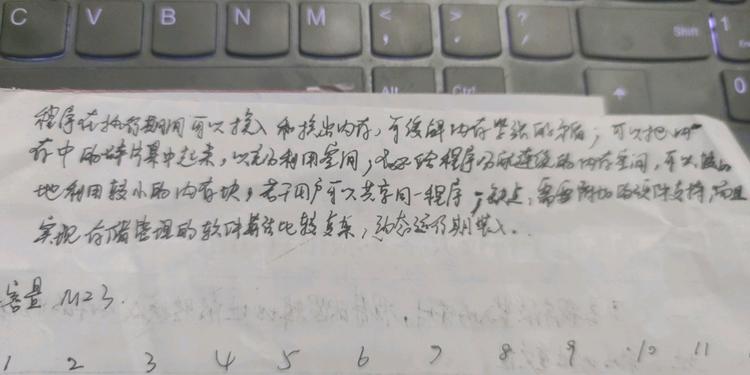 C V B N M < , > . ? / Shift 1
Alt Ctrl 0
程序在执行期间可以换入和换出内存,可缓解内存紧张的矛盾;可以把内
存中的碎片集中起来,以充分利用空间;不必给程序分配连续的内存空间,可以较好
地利用较小的内存块;若干用户可以共享同一程序;缺点,需要附加的硬件支持,而且
实现存储管理的软件算法比较复杂,动态运行期装入.
容量 M=3.
1 2 3 4 5 6 7 8 9 10 11